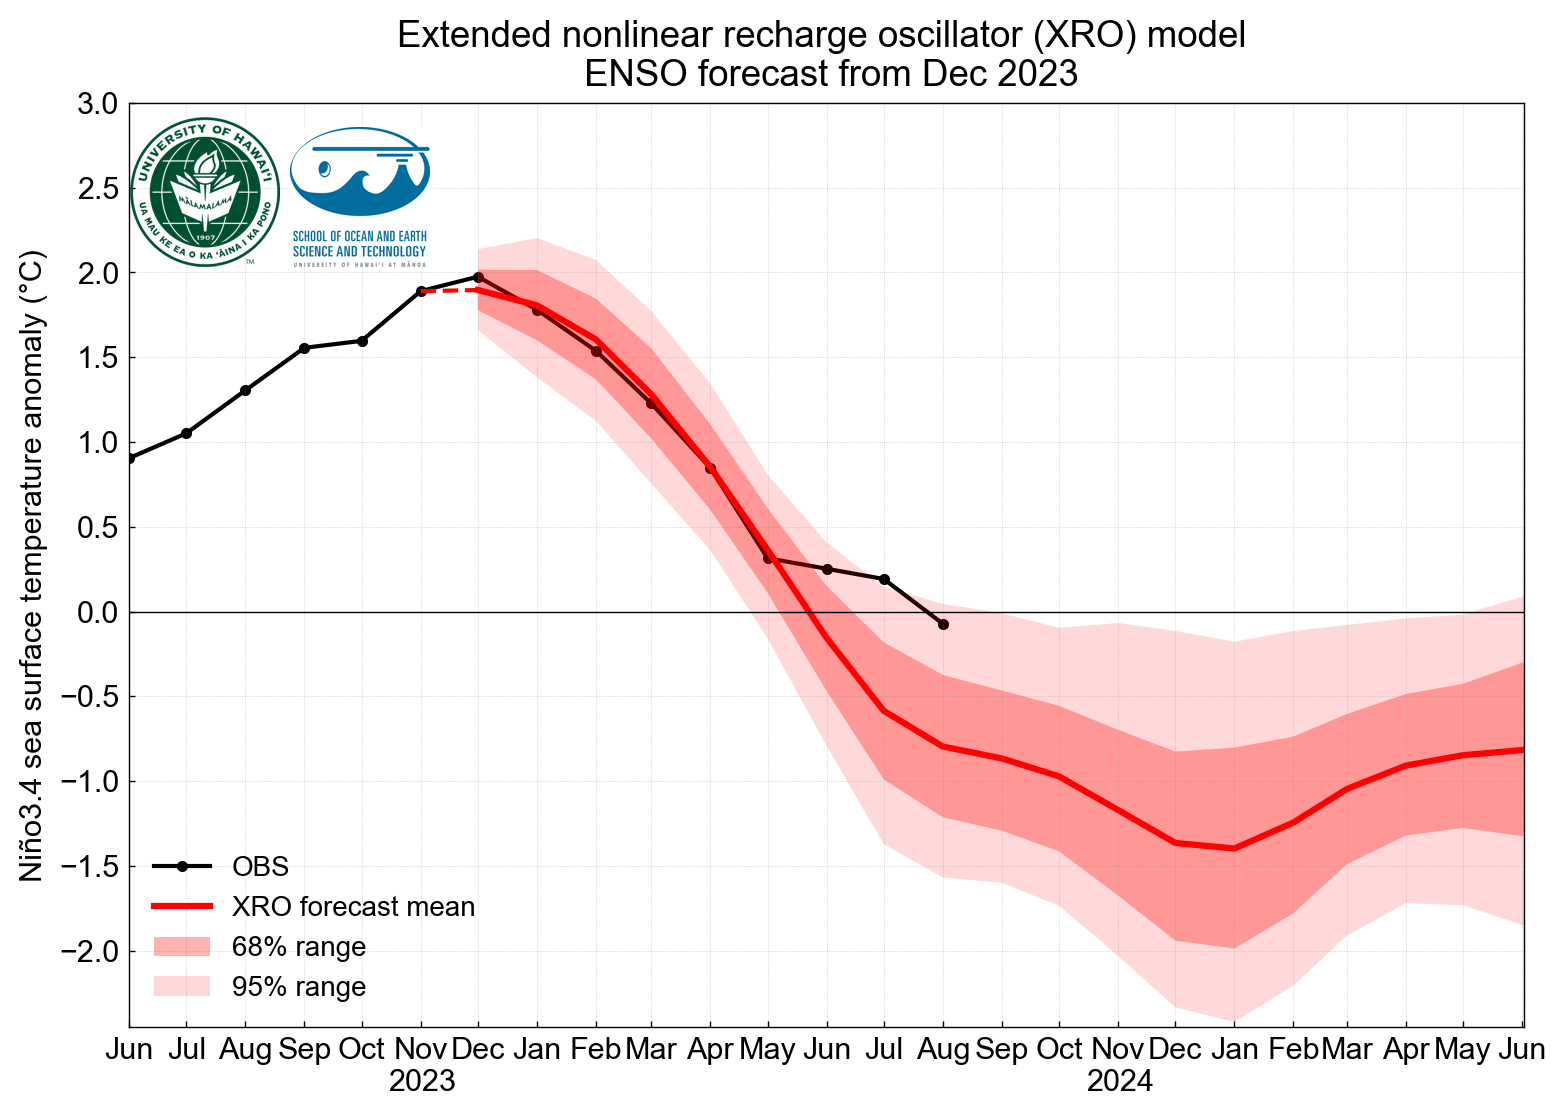 Extended nonlinear recharge oscillator (XRO) model
ENSO forecast from Dec 2023
UNIVERSITY OF HAWAIʻI
MĀLAMALAMA
1907
UA MAU KE EA O KA ʻĀINA I KA PONO
TM
SCHOOL OF OCEAN AND EARTH
SCIENCE AND TECHNOLOGY
UNIVERSITY OF HAWAIʻI AT MĀNOA
Niño3.4 sea surface temperature anomaly (°C)
3.0
2.5
2.0
1.5
1.0
0.5
0.0
−0.5
−1.0
−1.5
−2.0
OBS
XRO forecast mean
68% range
95% range
Jun Jul Aug Sep Oct Nov Dec Jan Feb Mar Apr May Jun Jul Aug Sep Oct Nov Dec Jan Feb Mar Apr May Jun
2023 2024